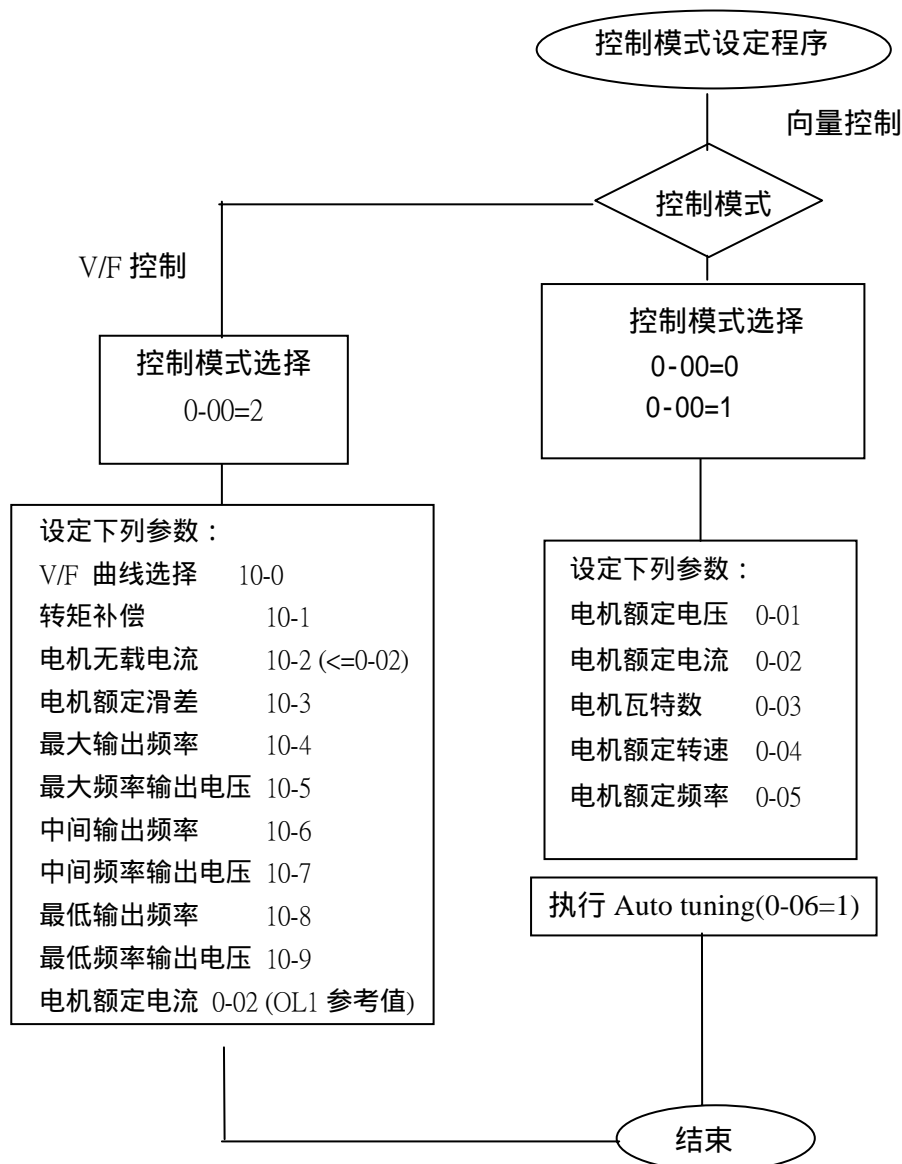 控制模式设定程序
向量控制
控制模式
V/F 控制
控制模式选择
0-00=2
控制模式选择
0-00=0
0-00=1
设定下列参数：
V/F 曲线选择 10-0
转矩补偿 10-1
电机无载电流 10-2 (<=0-02)
电机额定滑差 10-3
最大输出频率 10-4
最大频率输出电压 10-5
中间输出频率 10-6
中间频率输出电压 10-7
最低输出频率 10-8
最低频率输出电压 10-9
电机额定电流 0-02 (OL1 参考值)
设定下列参数：
电机额定电压 0-01
电机额定电流 0-02
电机瓦特数 0-03
电机额定转速 0-04
电机额定频率 0-05
执行 Auto tuning(0-06=1)
结束